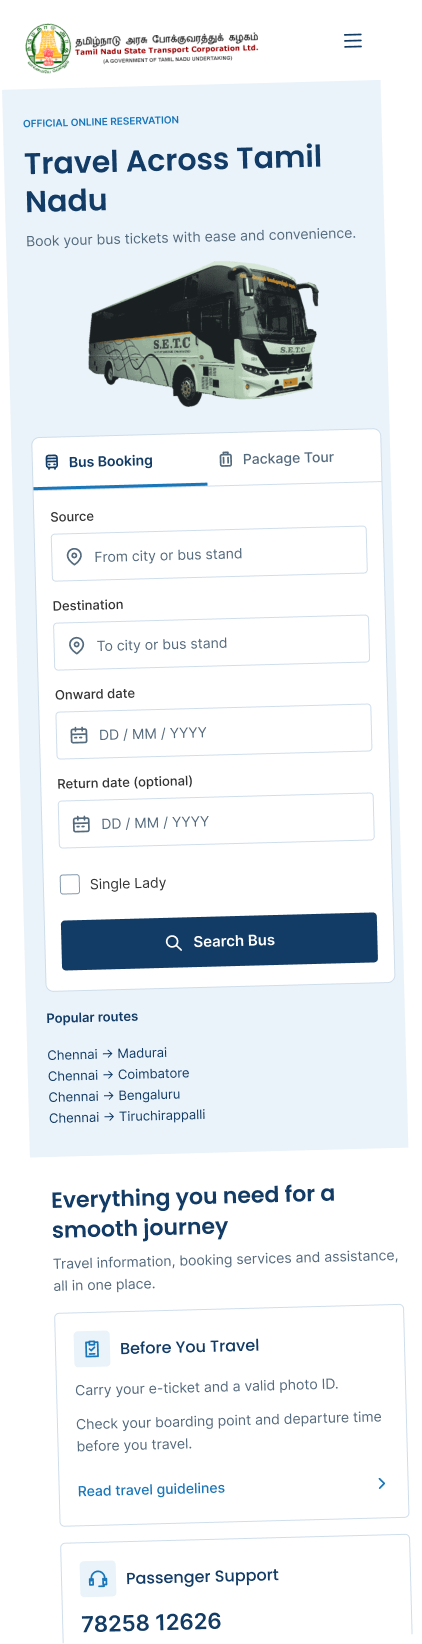 தமிழ்நாடு அரசு போக்குவரத்துக் கழகம்
Tamil Nadu State Transport Corporation Ltd.
(A GOVERNMENT OF TAMIL NADU UNDERTAKING)
OFFICIAL ONLINE RESERVATION
Travel Across Tamil
Nadu
Book your bus tickets with ease and convenience.
S.E.T.C
S.E.T.C
Bus Booking
Package Tour
Source
From city or bus stand
Destination
To city or bus stand
Onward date
DD / MM / YYYY
Return date (optional)
DD / MM / YYYY
Single Lady
Search Bus
Popular routes
Chennai → Madurai
Chennai → Coimbatore
Chennai → Bengaluru
Chennai → Tiruchirappalli
Everything you need for a
smooth journey
Travel information, booking services and assistance,
all in one place.
Before You Travel
Carry your e-ticket and a valid photo ID.
Check your boarding point and departure time
before you travel.
Read travel guidelines
Passenger Support
78258 12626